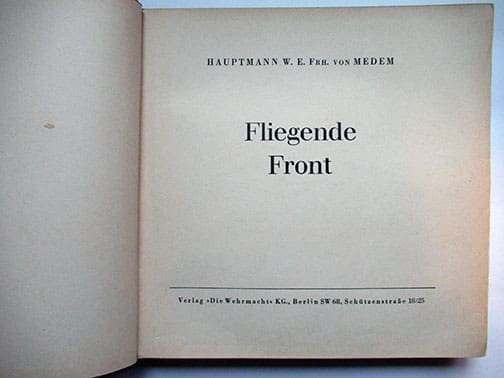 HAUPTMANN W. E. FRH. VON MEDEM
Fliegende
Front
Verlag »Die Wehrmacht« KG., Berlin SW 68, Schützenstraße 18/25